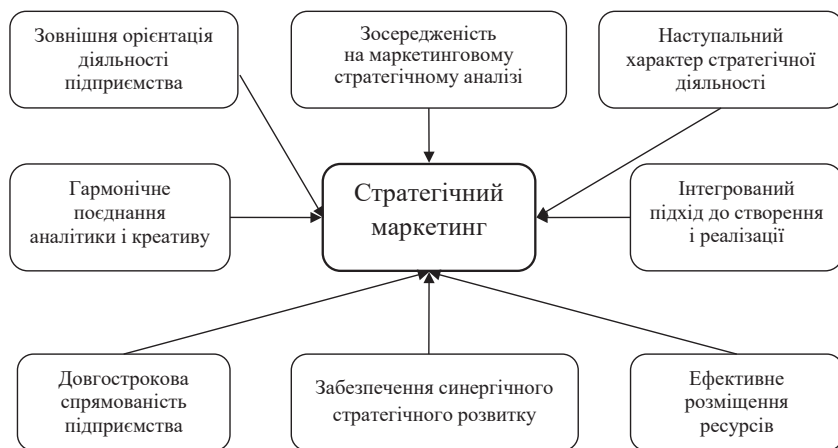 Зовнішня орієнтація
діяльності
підприємства
Зосередженість
на маркетинговому
стратегічному аналізі
Наступальний
характер стратегічної
діяльності
Гармонічне
поєднання
аналітики і креативу
Стратегічний
маркетинг
Інтегрований
підхід до створення
і реалізації
Довгострокова
спрямованість
підприємства
Забезпечення синергічного
стратегічного розвитку
Ефективне
розміщення
ресурсів